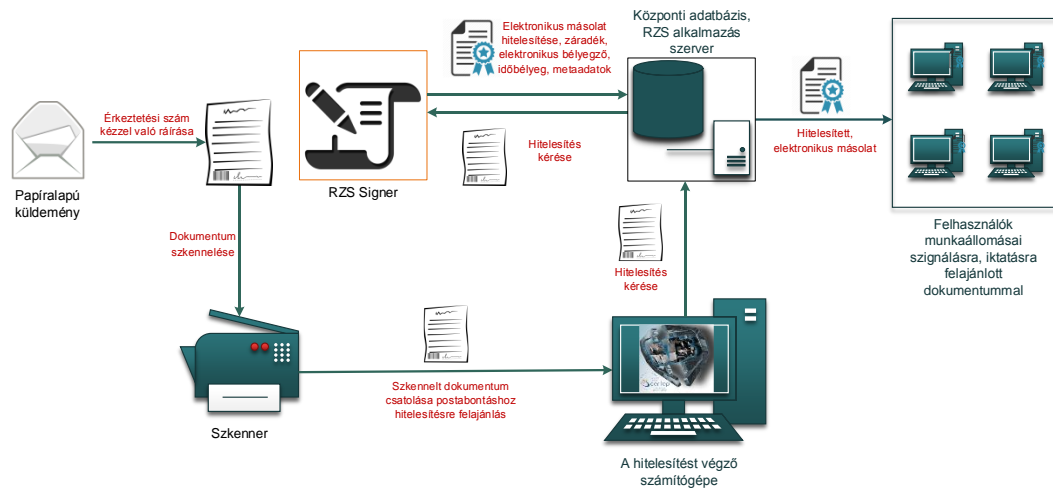 Elektronikus másolat
hitelesítése, záradék,
elektronikus bélyegző,
időbélyeg, metaadatok
Központi adatbázis,
RZS alkalmazás
szerver
Érkeztetési szám
kézzel való ráírása
Papíralapú
küldemény
RZS Signer
Hitelesítés
kérése
Hitelesített,
elektronikus másolat
Felhasználók
munkaállomásai
szignálásra, iktatásra
felajánlott
dokumentummal
Dokumentum
szkennelése
Hitelesítés
kérése
Szkennelt dokumentum
csatolása postabontáshoz
hitelesítésre felajánlás
Szkenner
A hitelesítést végző
számítógépe